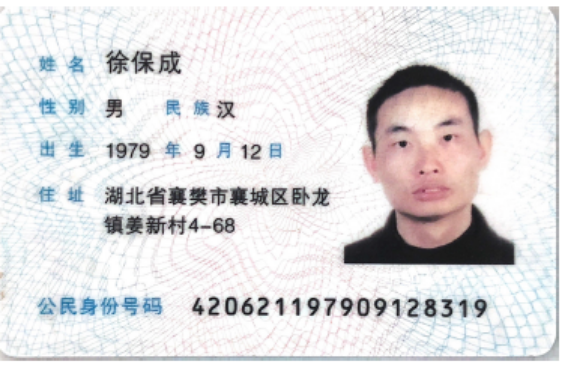 姓名 徐保成
性别 男 民族 汉
出生 1979 年 9 月 12 日
住址 湖北省襄樊市襄城区卧龙
镇姜新村4-68
公民身份号码 420621197909128319